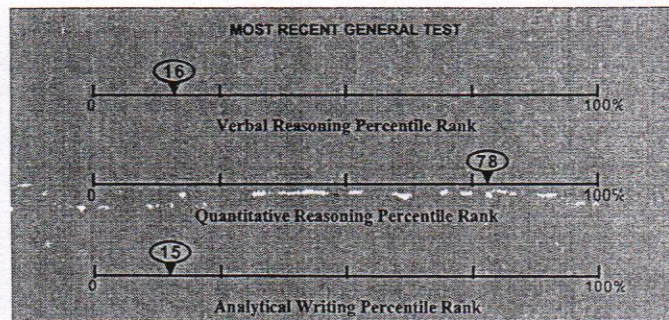 MOST RECENT GENERAL TEST
16
0 100%
Verbal Reasoning Percentile Rank
78
0 100%
Quantitative Reasoning Percentile Rank
15
0 100%
Analytical Writing Percentile Rank